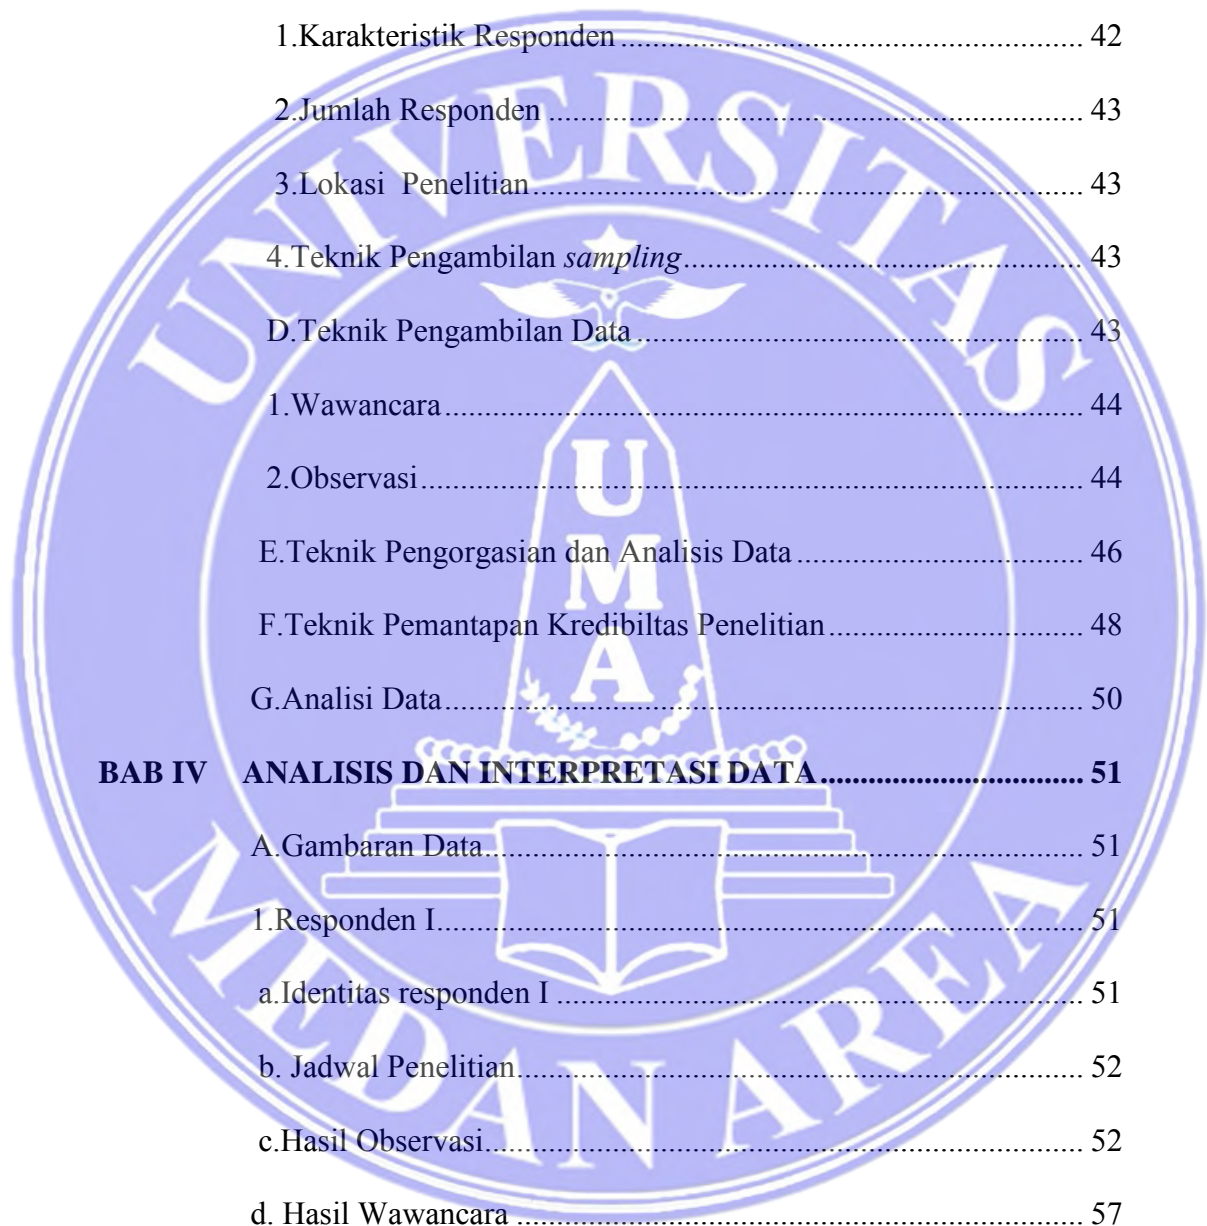 1.Karakteristik Responden ........................................................... 42
2.Jumlah Responden .................................................................... 43
3.Lokasi  Penelitian ...................................................................... 43
4.Teknik Pengambilan sampling ................................................... 43
D.Teknik Pengambilan Data ......................................................... 43
1.Wawancara ................................................................................. 44
2.Observasi .................................................................................... 44
E.Teknik Pengorgasian dan Analisis Data ..................................... 46
F.Teknik Pemantapan Kredibiltas Penelitian ................................ 48
G.Analisi Data ................................................................................. 50
BAB IV ANALISIS DAN INTERPRETASI DATA ................................. 51
A.Gambaran Data ........................................................................... 51
1.Responden I ................................................................................. 51
a.Identitas responden I .................................................................. 51
b. Jadwal Penelitian ....................................................................... 52
c.Hasil Observasi ........................................................................... 52
d. Hasil Wawancara ....................................................................... 57
UNIVERSITAS
UMA
MEDAN AREA